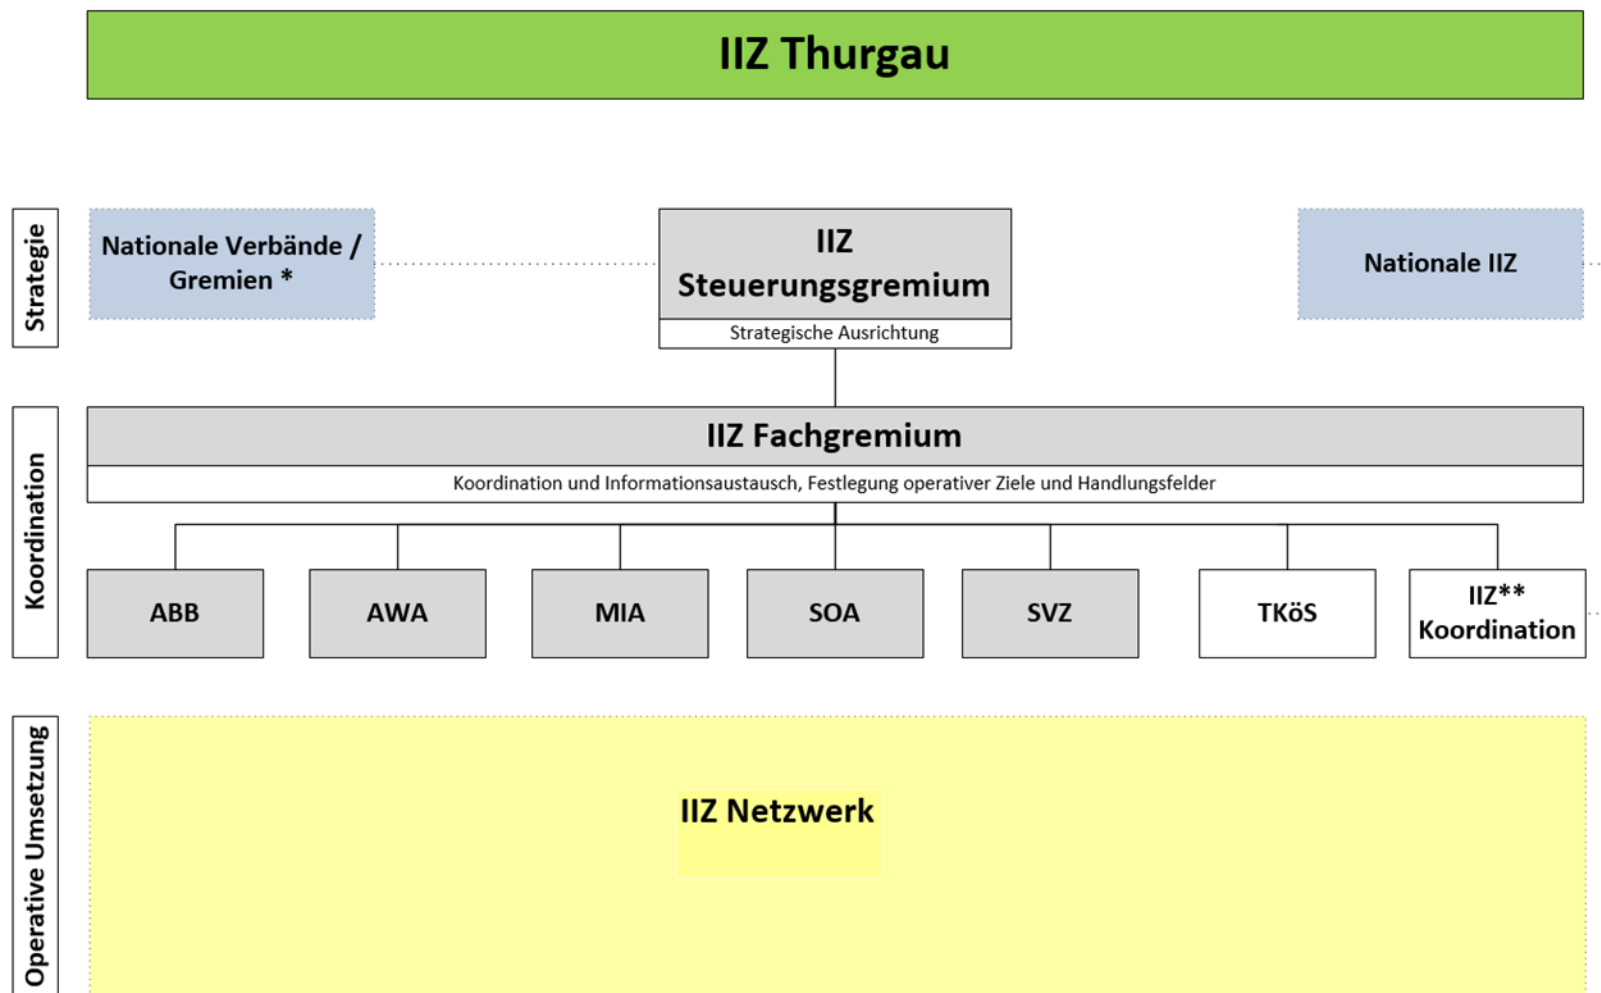 IIZ Thurgau
Strategie
Nationale Verbände /
Gremien *
IIZ
Steuerungsgremium
Strategische Ausrichtung
Nationale IIZ
Koordination
IIZ Fachgremium
Koordination und Informationsaustausch, Festlegung operativer Ziele und Handlungsfelder
ABB
AWA
MIA
SOA
SVZ
TKöS
IIZ**
Koordination
Operative Umsetzung
IIZ Netzwerk